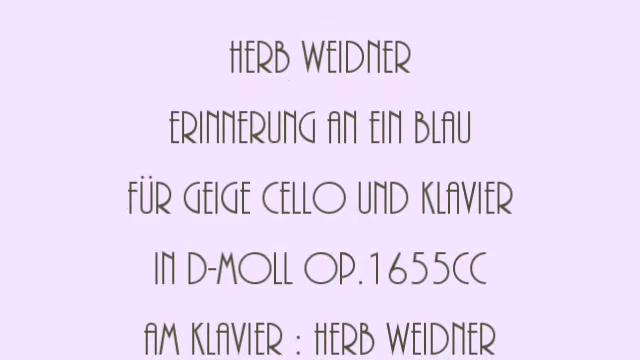 HERB WEIDNER
ERINNERUNG AN EIN BLAU
FÜR GEIGE CELLO UND KLAVIER
IN D-MOLL OP.1655CC
AM KLAVIER : HERB WEIDNER